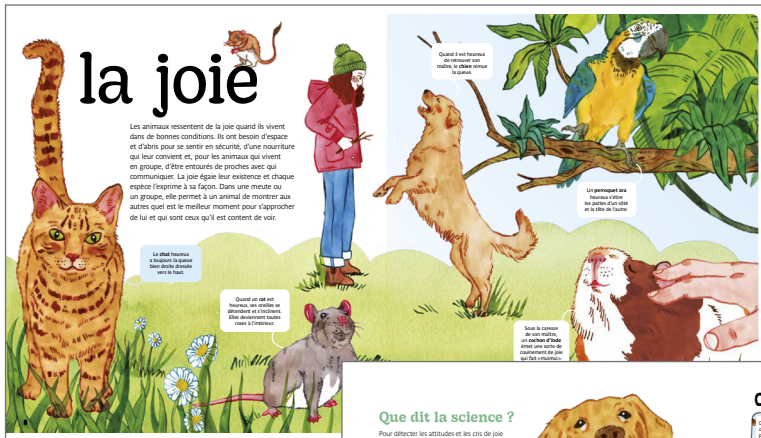 la joie
Les animaux ressentent de la joie quand ils vivent
dans de bonnes conditions. Ils ont besoin d'espace
et d'abris pour se sentir en sécurité, d'une nourriture
qui leur convient et, pour les animaux qui vivent
en groupe, d'être entourés de proches avec qui
communiquer. La joie égaie leur existence et chaque
espèce l'exprime à sa façon. Dans une meute ou
un groupe, elle permet à un animal de montrer aux
autres quel est le meilleur moment pour s'approcher
de lui et qui sont ceux qu'il est content de voir.
Le chat heureux
a toujours la queue
bien droite dressée
vers le haut.
Quand un rat est
heureux, ses oreilles se
détendent et s'inclinent.
Elles deviennent toutes
roses à l'intérieur.
Quand il est heureux
de retrouver son
maître, le chien remue
la queue.
Un perroquet ara
heureux s'étire
les pattes d'un côté
et la tête de l'autre.
Sous la caresse
de son maître,
un cochon d'inde
émet une sorte de
couinement de joie
qui fait «muimui».
Que dit la science ?
Pour détecter les attitudes et les cris de joie